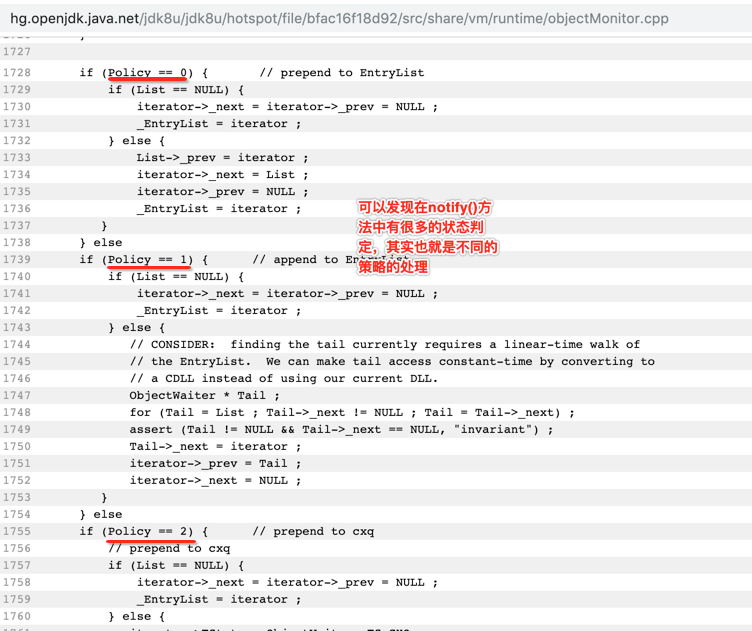 hg.openjdk.java.net/jdk8u/jdk8u/hotspot/file/bfac16f18d92/src/share/vm/runtime/objectMonitor.cpp
1727
1728 if (Policy == 0) { // prepend to EntryList
1729 if (List == NULL) {
1730 iterator->_next = iterator->_prev = NULL ;
1731 _EntryList = iterator ;
1732 } else {
1733 List->_prev = iterator ;
1734 iterator->_next = List ;
1735 iterator->_prev = NULL ;
1736 _EntryList = iterator ;
1737 }
1738 } else
1739 if (Policy == 1) { // append to EntryList
1740 if (List == NULL) {
1741 iterator->_next = iterator->_prev = NULL ;
1742 _EntryList = iterator ;
1743 } else {
1744 // CONSIDER: finding the tail currently requires a linear-time walk of
1745 // the EntryList. We can make tail access constant-time by converting to
1746 // a CDLL instead of using our current DLL.
1747 ObjectWaiter * Tail ;
1748 for (Tail = List ; Tail->_next != NULL ; Tail = Tail->_next) ;
1749 assert (Tail != NULL && Tail->_next == NULL, "invariant") ;
1750 Tail->_next = iterator ;
1751 iterator->_prev = Tail ;
1752 iterator->_next = NULL ;
1753 }
1754 } else
1755 if (Policy == 2) { // prepend to cxq
1756 // prepend to cxq
1757 if (List == NULL) {
1758 iterator->_next = iterator->_prev = NULL ;
1759 _EntryList = iterator ;
1760 } else {
可以发现在notify()方
法中有很多的状态判
定，其实也就是不同的
策略的处理